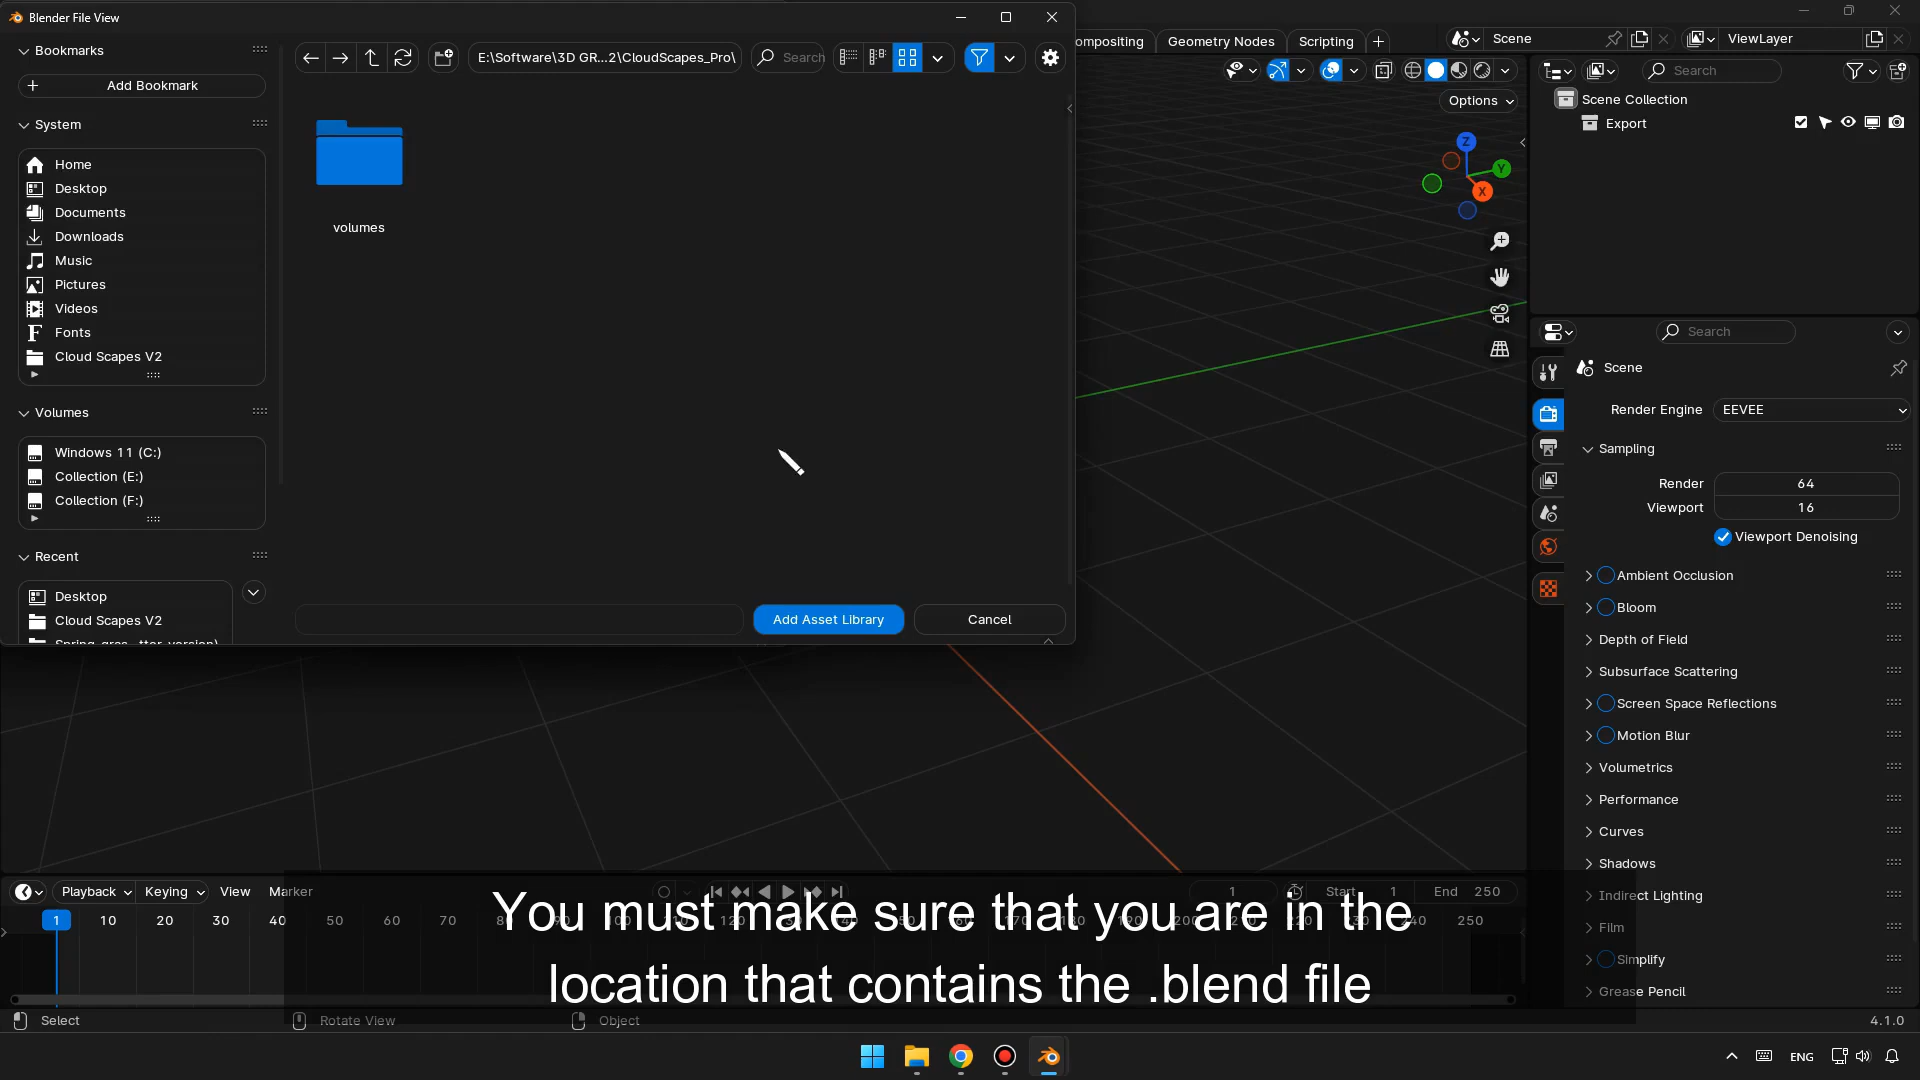 Blender File View
Bookmarks
Add Bookmark
System
Home
Desktop
Documents
Downloads
Music
Pictures
Videos
Fonts
Cloud Scapes V2
Volumes
Windows 11 (C:)
Collection (E:)
Collection (F:)
Recent
Desktop
Cloud Scapes V2
Spring gras...tter version)
E:\Software\3D GR...2\CloudScapes_Pro\
Search
volumes
Add Asset Library
Cancel
ompositing
Geometry Nodes
Scripting
Scene
ViewLayer
Options
Z
Y
X
Search
Scene Collection
Export
Search
Scene
Render Engine EEVEE
Sampling
Render 64
Viewport 16
Viewport Denoising
Ambient Occlusion
Bloom
Depth of Field
Subsurface Scattering
Screen Space Reflections
Motion Blur
Volumetrics
Performance
Curves
Shadows
Indirect Lighting
Film
Simplify
Grease Pencil
Playback Keying View Marker
1 Start 1 End 250
1 10 20 30 40 50 60 70 250
You must make sure that you are in the
location that contains the .blend file
Select Rotate View Object
4.1.0
ENG